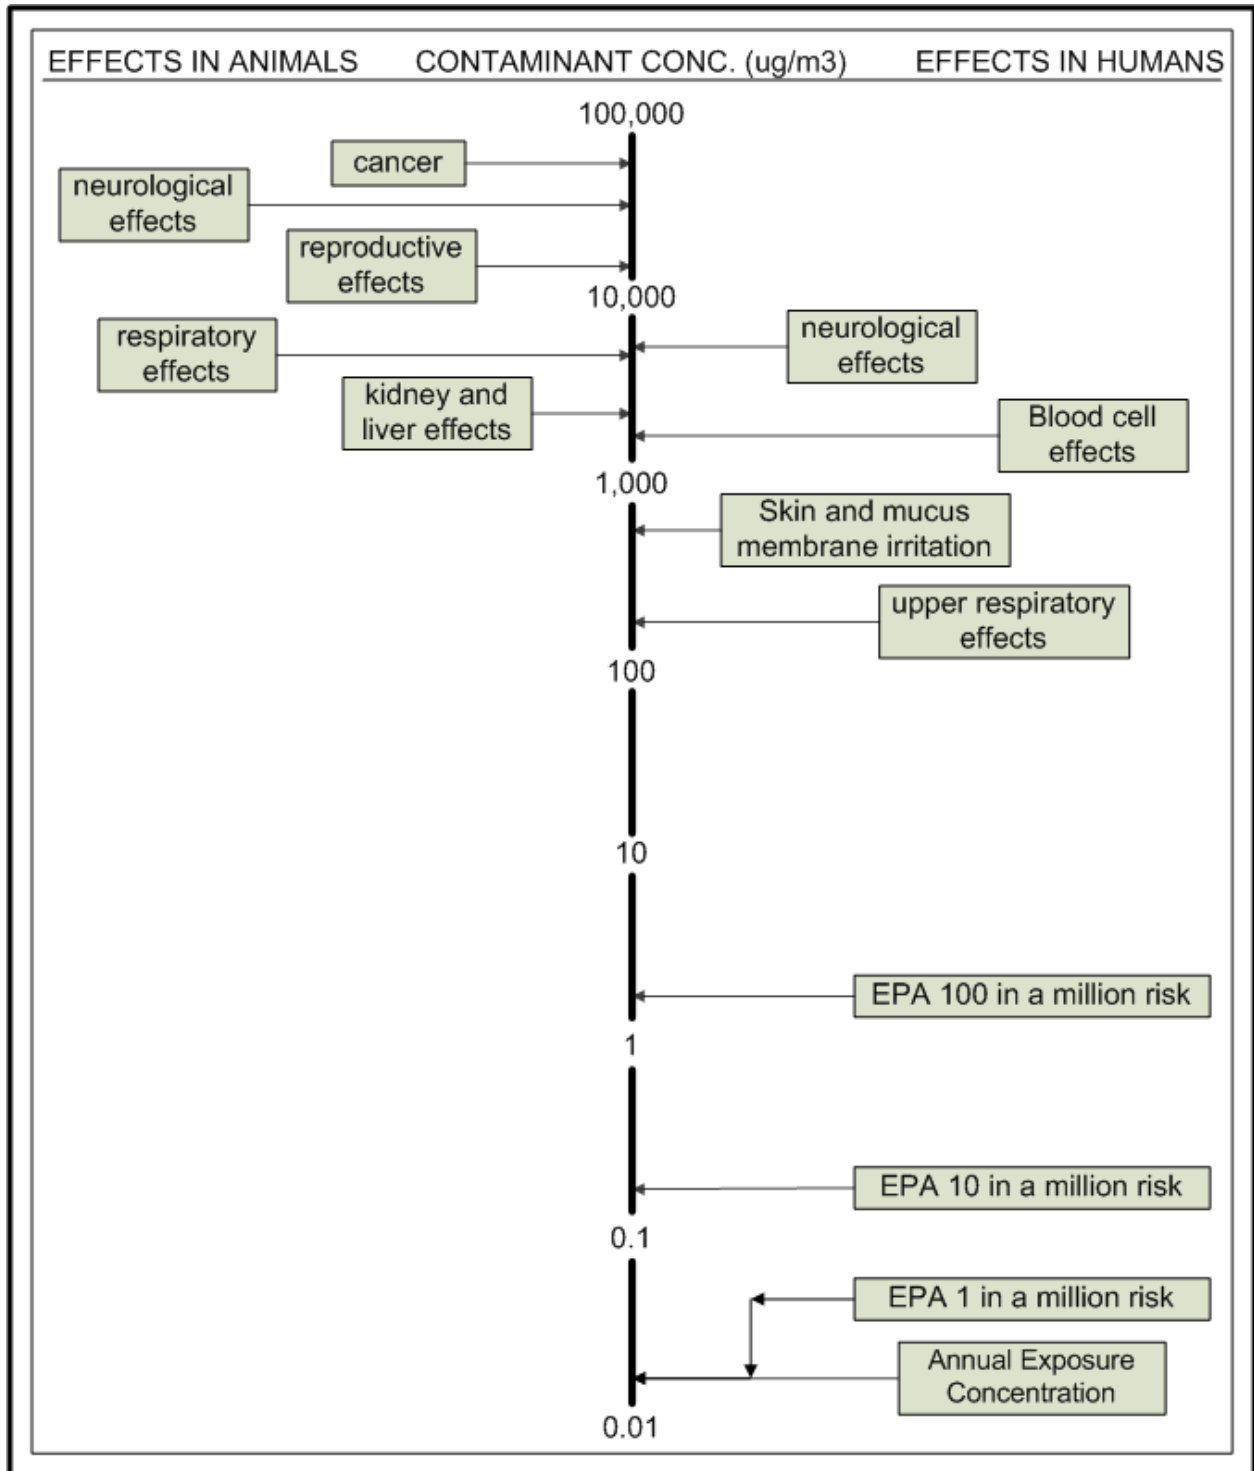 EFFECTS IN ANIMALS CONTAMINANT CONC. (ug/m3) EFFECTS IN HUMANS
100,000
cancer
neurological
effects
reproductive
effects
10,000
respiratory
effects
neurological
effects
kidney and
liver effects
Blood cell
effects
1,000
Skin and mucus
membrane irritation
upper respiratory
effects
100
10
EPA 100 in a million risk
1
EPA 10 in a million risk
0.1
EPA 1 in a million risk
Annual Exposure
Concentration
0.01